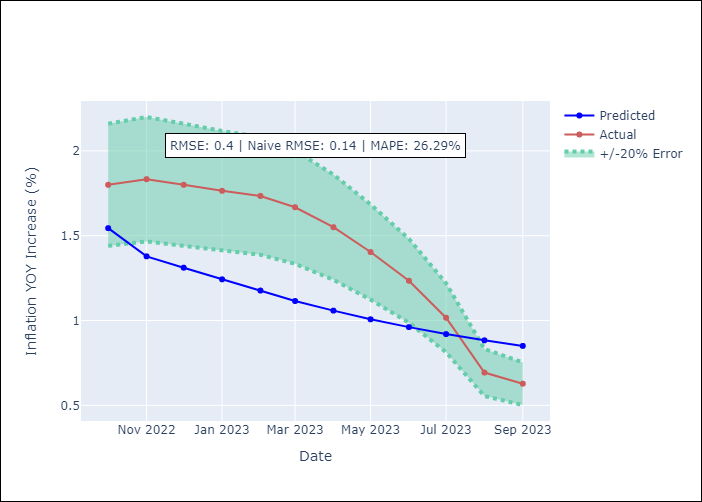 RMSE: 0.4 | Naive RMSE: 0.14 | MAPE: 26.29%
Predicted
Actual
+/-20% Error
Inflation YOY Increase (%)
2
1.5
1
0.5
Nov 2022
Jan 2023
Mar 2023
May 2023
Jul 2023
Sep 2023
Date